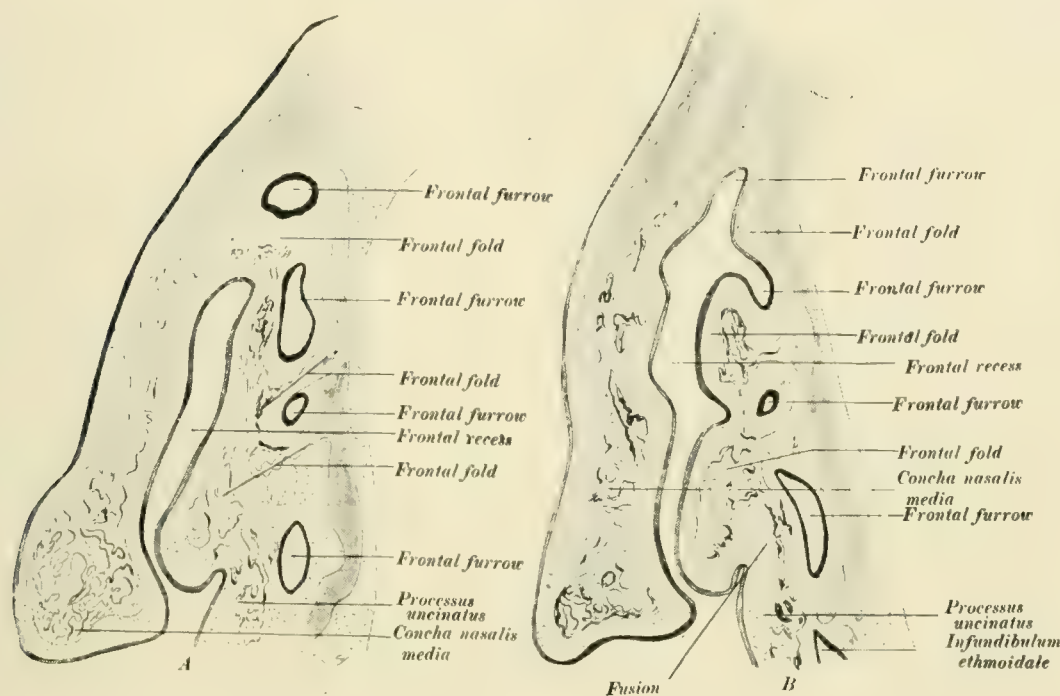 Frontal furrow
Frontal fold
Frontal furrow
Frontal fold
Frontal furrow
Frontal recess
Frontal fold
Frontal furrow
Processus
uncinatus
Concha nasalis
media
A
Frontal furrow
Frontal fold
Frontal furrow
Frontal fold
Frontal recess
Frontal furrow
Frontal fold
Concha nasalis
media
Frontal furrow
Processus
uncinatus
Infundibulum
ethmoidale
Fusion
B